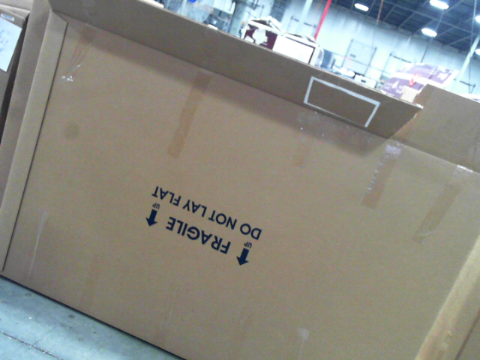 UP FRAGILE UP
DO NOT LAY FLAT